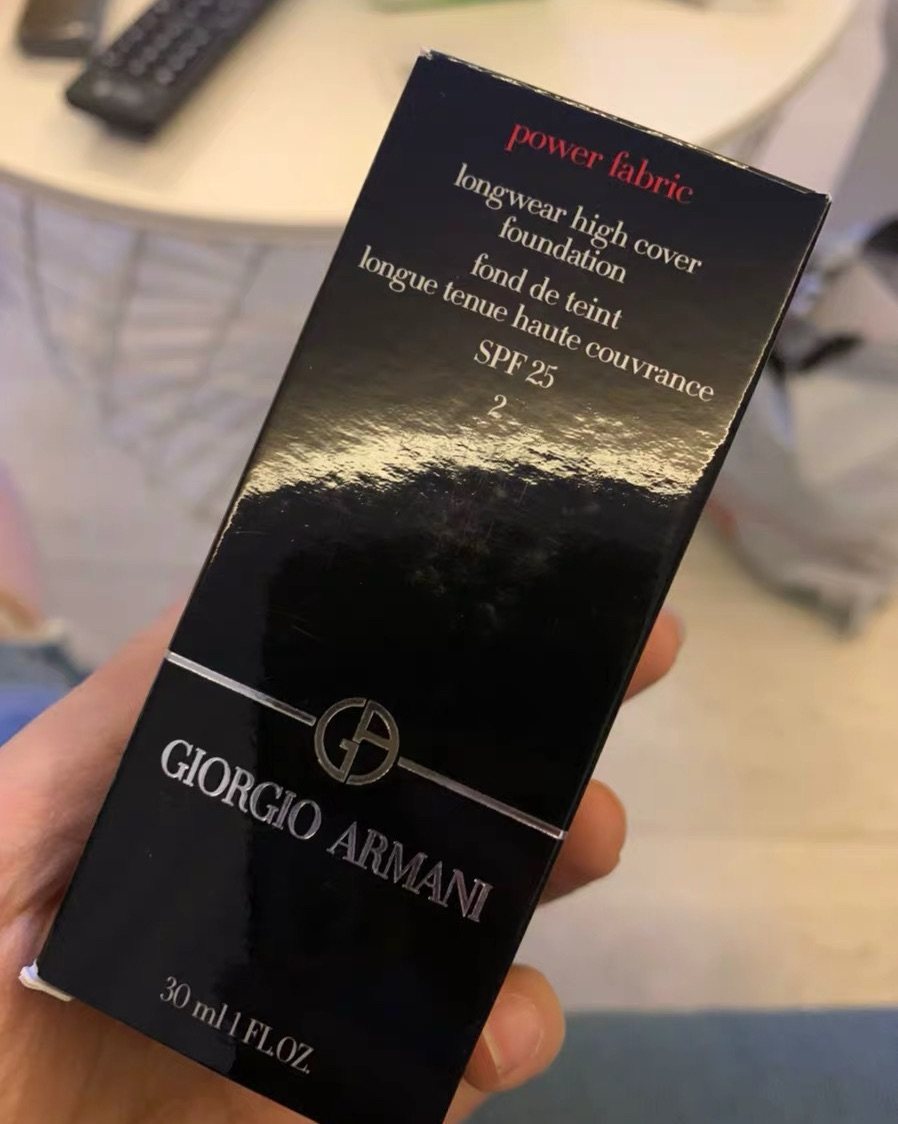 power fabric
longwear high cover
foundation
fond de teint
longue tenue haute couvrance
SPF 25
2
GA
GIORGIO ARMANI
30 ml-1 FL.OZ.